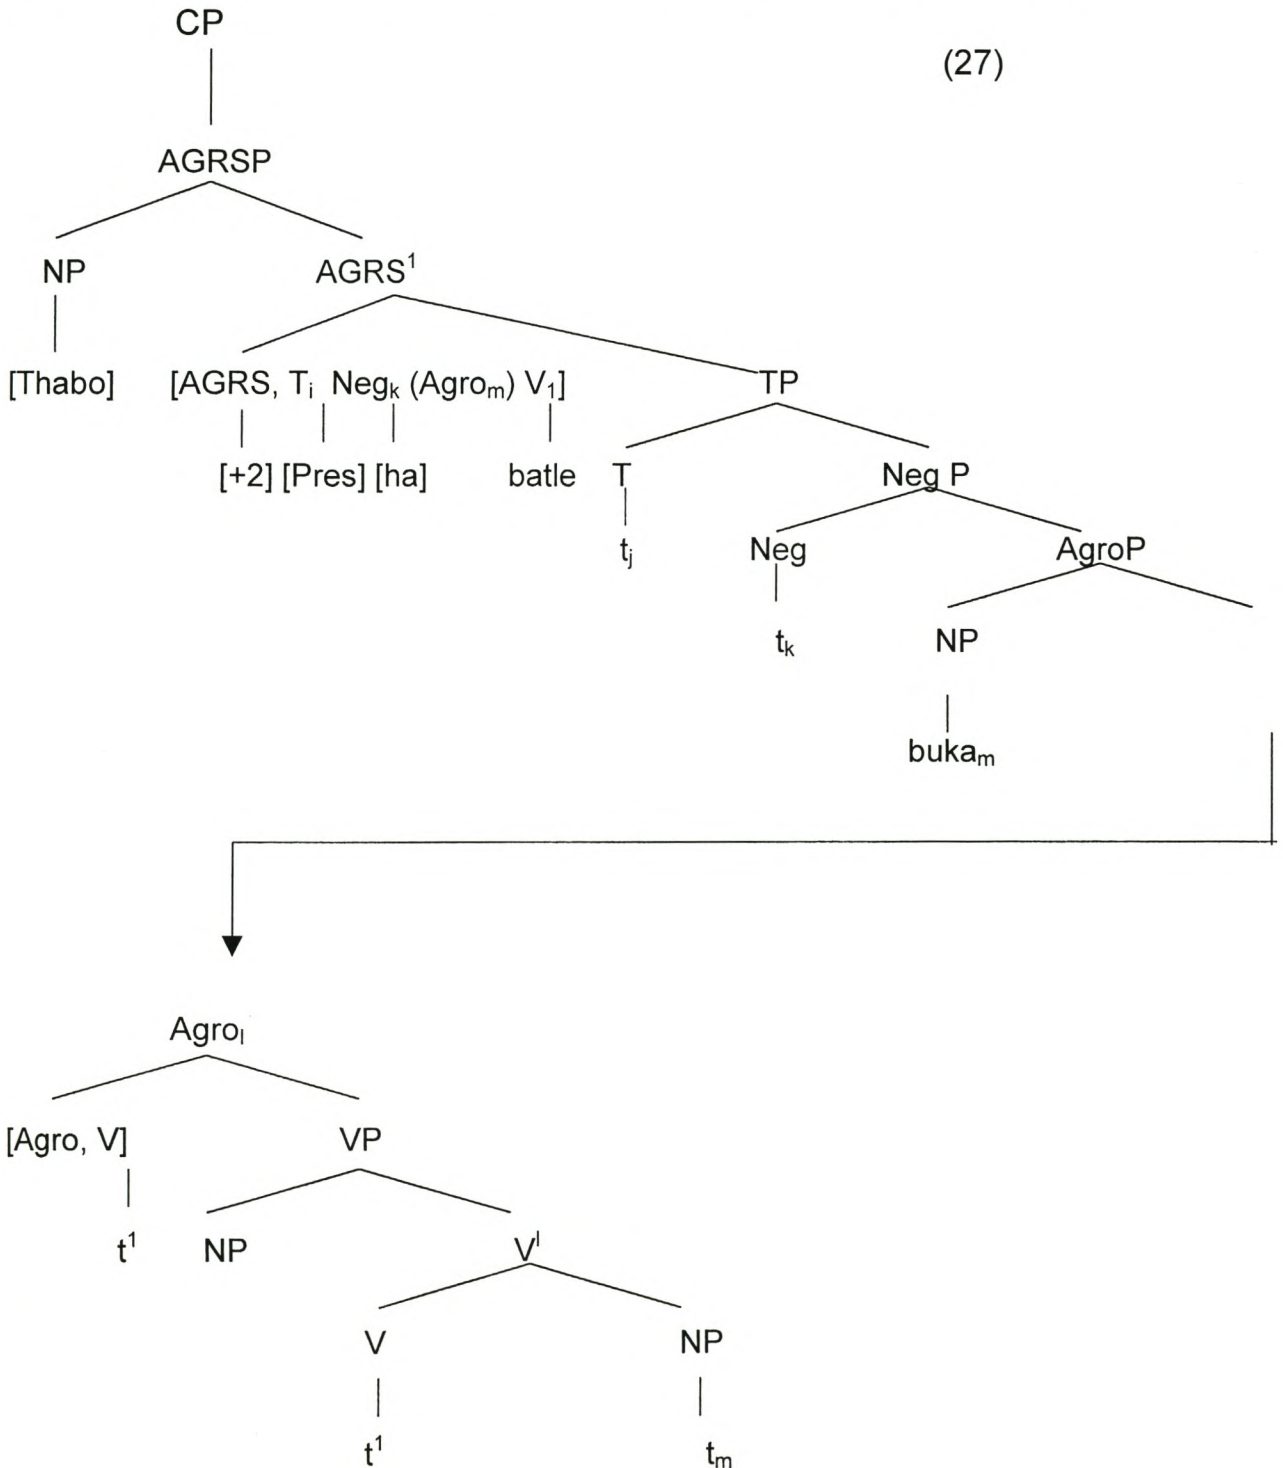 CP
(27)
AGRSP
NP AGRS¹
[Thabo] [AGRS, Tᵢ Negₖ (Agroₘ) V₁] TP
[+2] [Pres] [ha] batle T Neg P
tⱼ Neg AgroP
tₖ NP
bukaₘ
Agroₗ
[Agro, V] VP
t¹ NP Vᴵ
V NP
t¹ tₘ